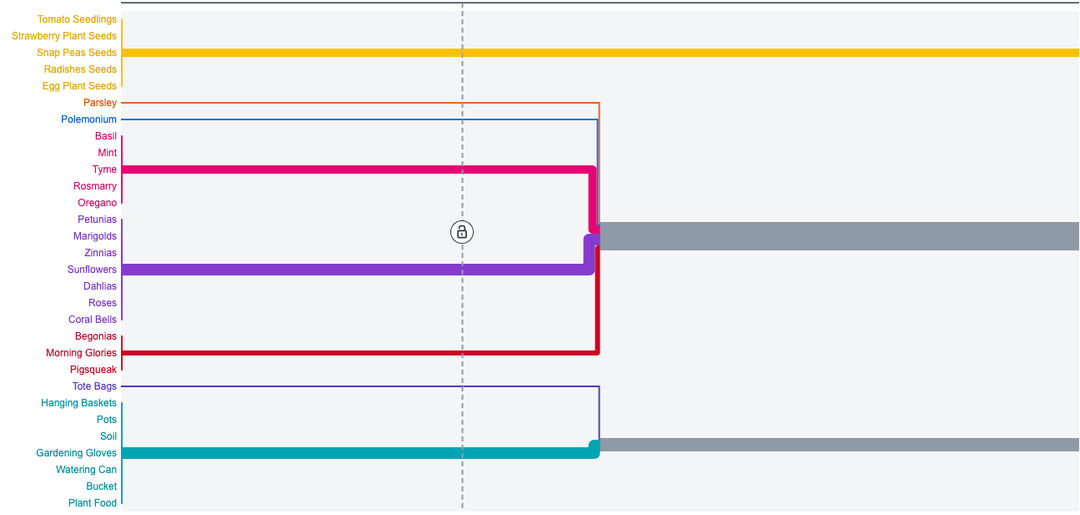 Tomato Seedlings
Strawberry Plant Seeds
Snap Peas Seeds
Radishes Seeds
Egg Plant Seeds
Parsley
Polemonium
Basil
Mint
Tyme
Rosmarry
Oregano
Petunias
Marigolds
Zinnias
Sunflowers
Dahlias
Roses
Coral Bells
Begonias
Morning Glories
Pigsqueak
Tote Bags
Hanging Baskets
Pots
Soil
Gardening Gloves
Watering Can
Bucket
Plant Food